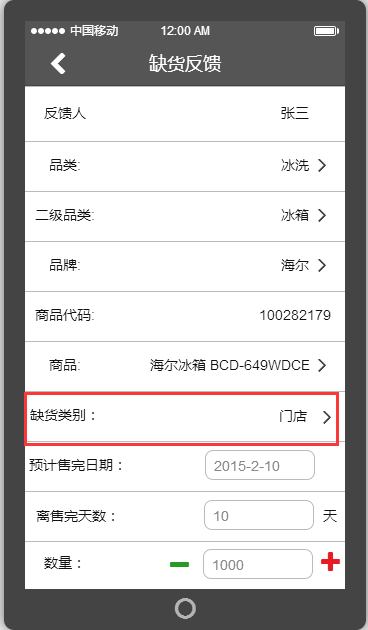 中国移动 12:00 AM
缺货反馈
反馈人 张三
品类: 冰洗
二级品类: 冰箱
品牌: 海尔
商品代码: 100282179
商品: 海尔冰箱 BCD-649WDCE
缺货类别： 门店
预计售完日期： 2015-2-10
离售完天数： 10 天
数量： 1000